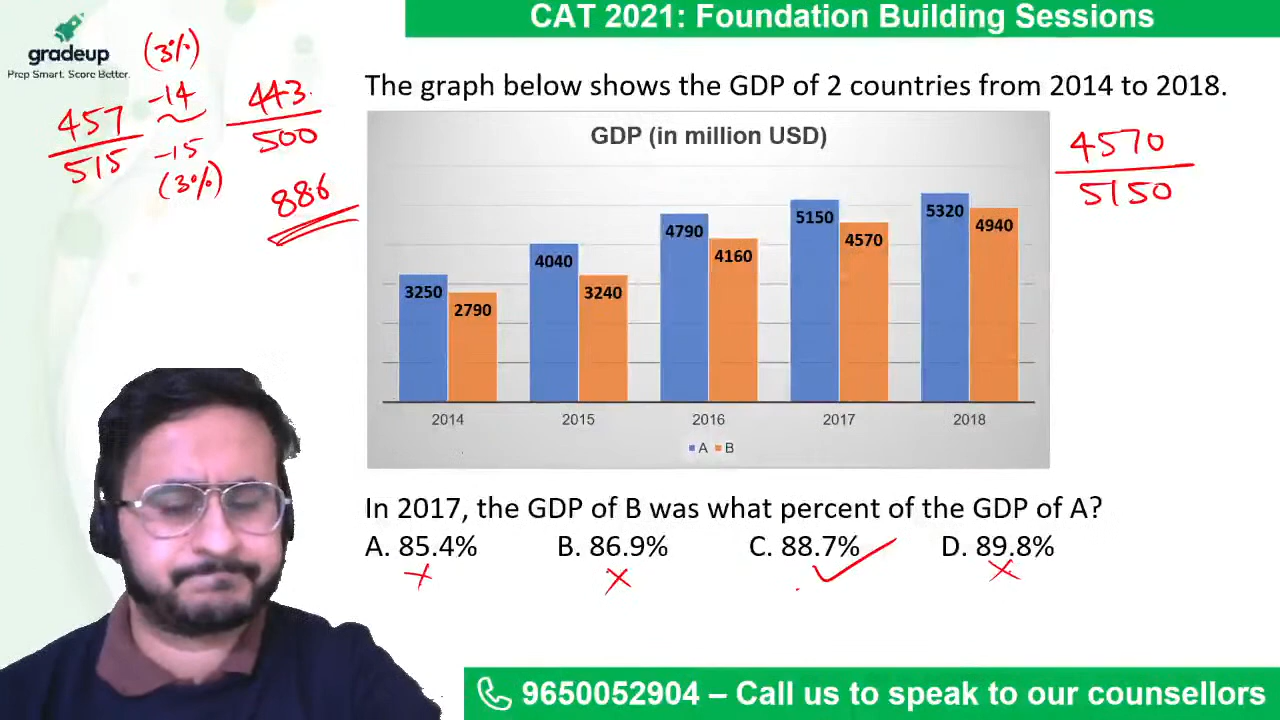 CAT 2021: Foundation Building Sessions
gradeup
Prep Smart. Score Better.
(3%)
457
515
-14
~
-15
(3%)
443
500
886
The graph below shows the GDP of 2 countries from 2014 to 2018.
4570
5150
GDP (in million USD)
3250
2790
4040
3240
4790
4160
5150
4570
5320
4940
2014 2015 2016 2017 2018
A B
In 2017, the GDP of B was what percent of the GDP of A?
A. 85.4% B. 86.9% C. 88.7% D. 89.8%
9650052904 – Call us to speak to our counsellors